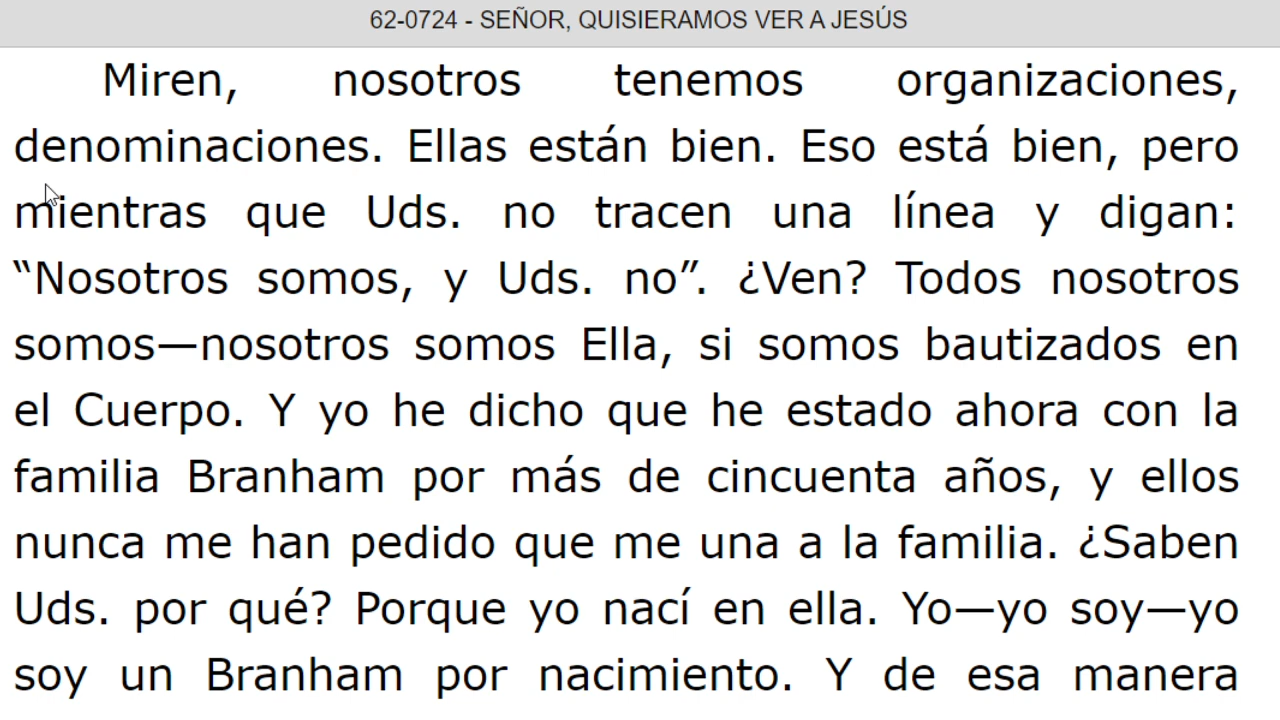 62-0724 - SEÑOR, QUISIERAMOS VER A JESÚS
Miren, nosotros tenemos organizaciones,
denominaciones. Ellas están bien. Eso está bien, pero
mientras que Uds. no tracen una línea y digan:
“Nosotros somos, y Uds. no”. ¿Ven? Todos nosotros
somos—nosotros somos Ella, si somos bautizados en
el Cuerpo. Y yo he dicho que he estado ahora con la
familia Branham por más de cincuenta años, y ellos
nunca me han pedido que me una a la familia. ¿Saben
Uds. por qué? Porque yo nací en ella. Yo—yo soy—yo
soy un Branham por nacimiento. Y de esa manera